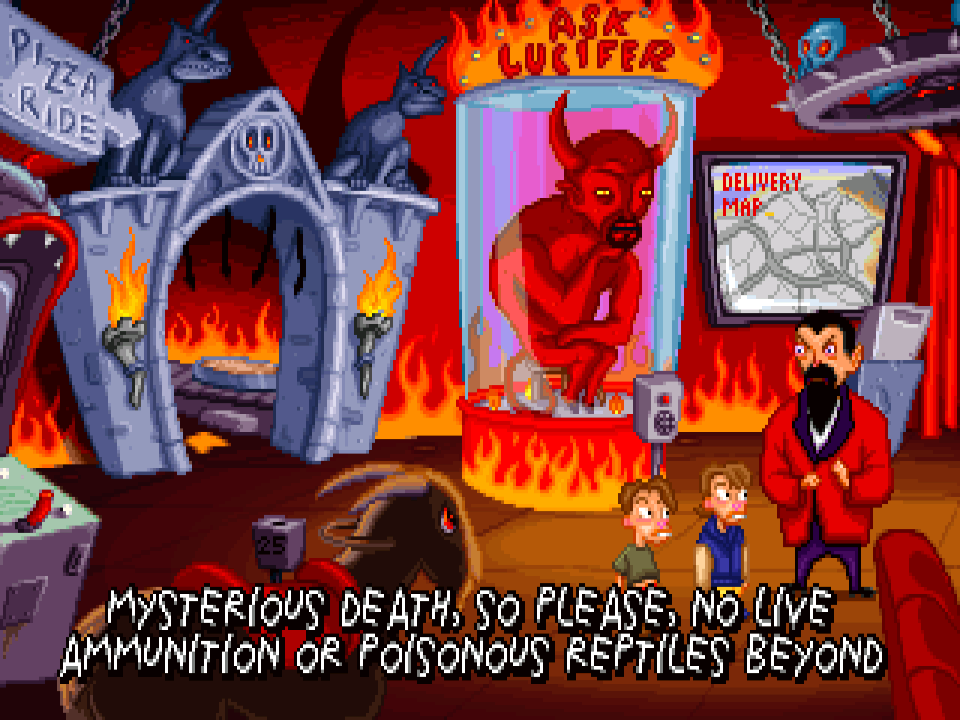 PIZZA
RIDE
ASK
LUCIFER
DELIVERY
MAP
25
MYSTERIOUS DEATH, SO PLEASE, NO LIVE
AMMUNITION OR POISONOUS REPTILES BEYOND